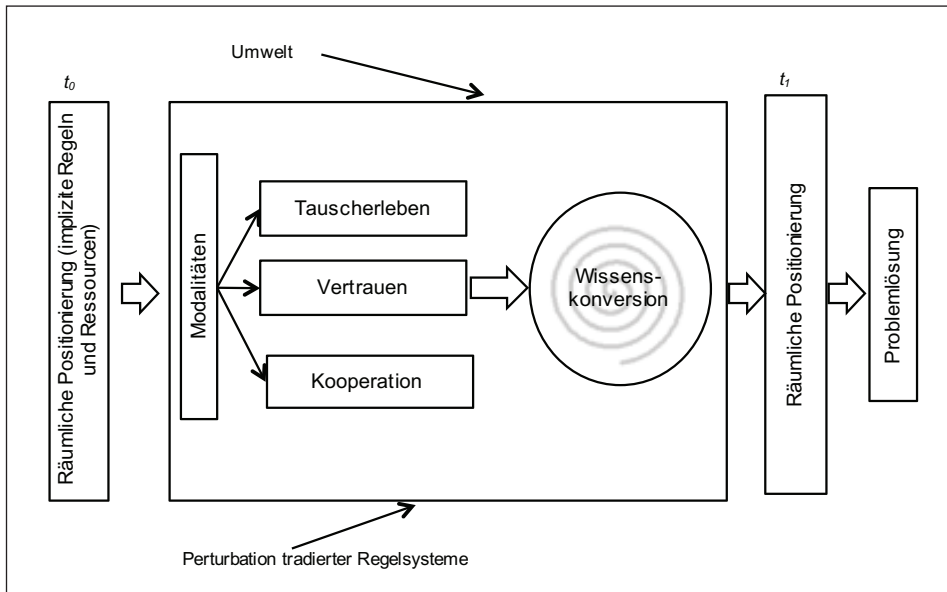 Umwelt
t0
t1
Räumliche Positionierung (implizite Regeln
und Ressourcen)
Modalitäten
Tauscherleben
Vertrauen
Kooperation
Wissens-
konversion
Räumliche Positionierung
Problemlösung
Perturbation tradierter Regelsysteme